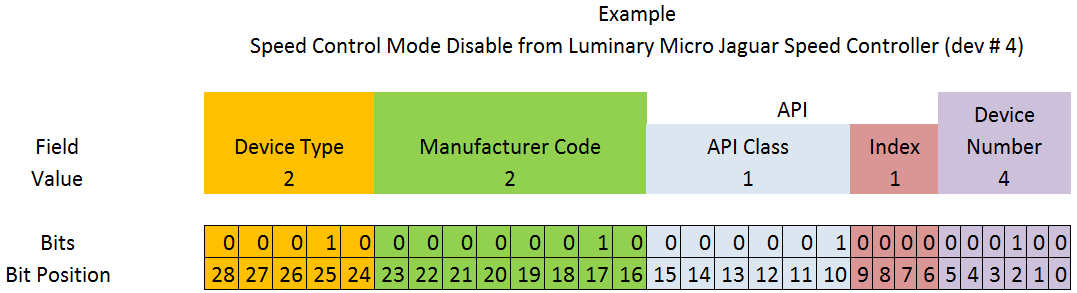 Example
Speed Control Mode Disable from Luminary Micro Jaguar Speed Controller (dev # 4)
API
Device
Field Device Type Manufacturer Code API Class Index Number
Value 2 2 1 1 4
Bits 0 0 0 1 0 0 0 0 0 0 0 1 0 0 0 0 0 0 1 0 0 0 0 0 0 0 1 0 0
Bit Position 28 27 26 25 24 23 22 21 20 19 18 17 16 15 14 13 12 11 10 9 8 7 6 5 4 3 2 1 0